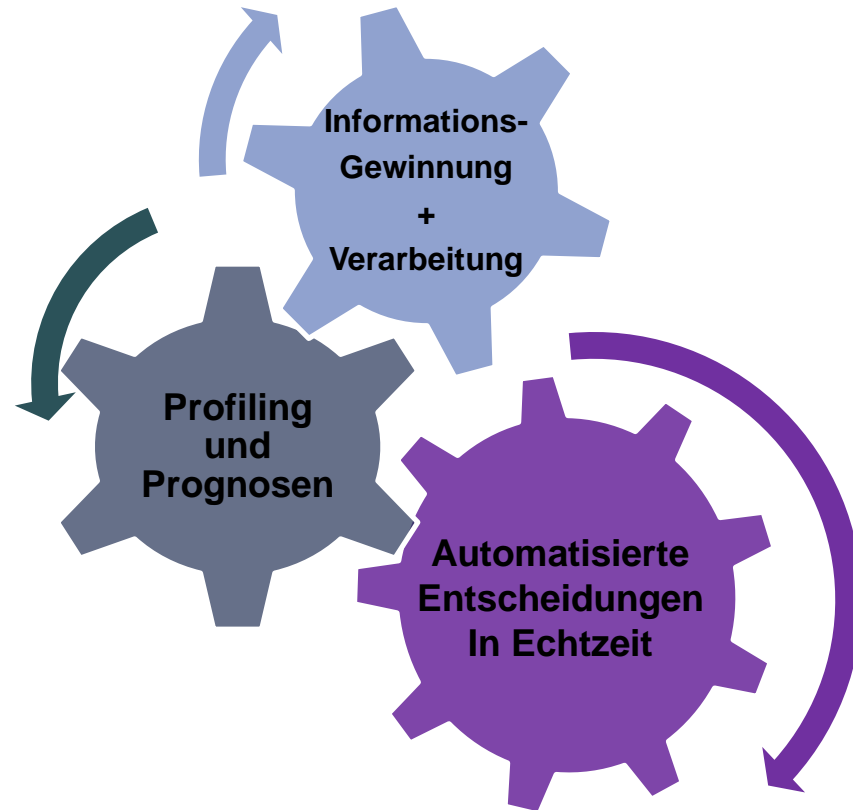 Informations-
Gewinnung
+
Verarbeitung
Profiling
und
Prognosen
Automatisierte
Entscheidungen
In Echtzeit